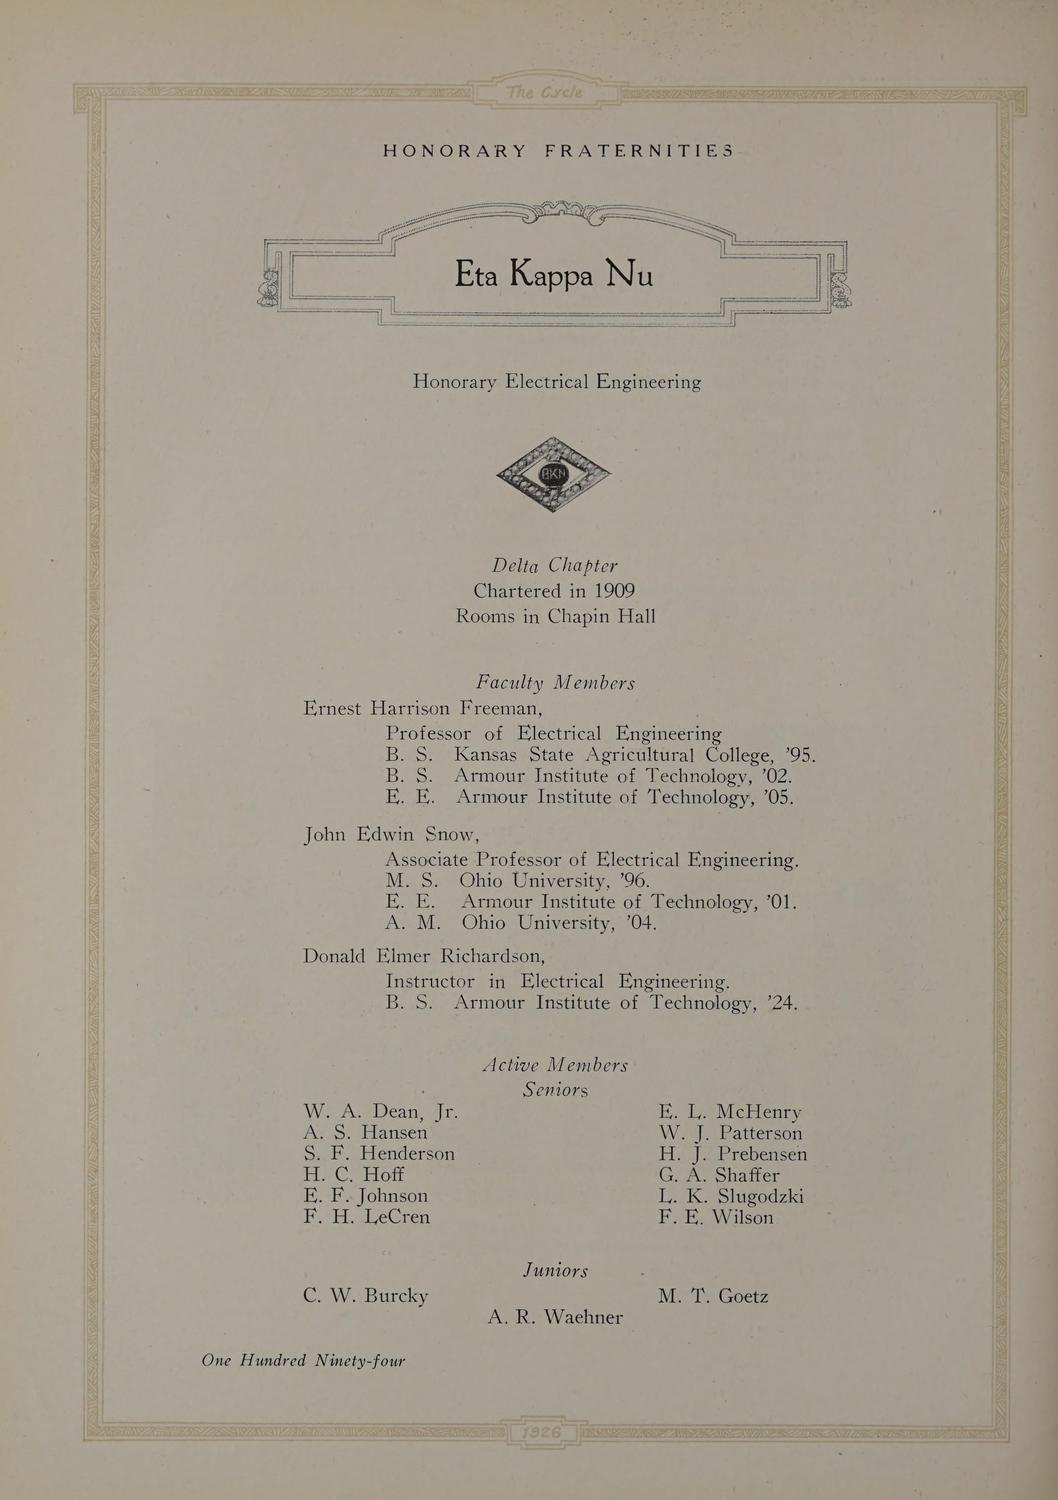 The Cycle
HONORARY FRATERNITIES
Eta Kappa Nu
Honorary Electrical Engineering
HKN
Delta Chapter
Chartered in 1909
Rooms in Chapin Hall
Faculty Members
Ernest Harrison Freeman,
Professor of Electrical Engineering
B. S. Kansas State Agricultural College, ’95.
B. S. Armour Institute of Technology, ’02.
E. E. Armour Institute of Technology, ’05.
John Edwin Snow,
Associate Professor of Electrical Engineering.
M. S. Ohio University, ’96.
E. E. Armour Institute of Technology, ’01.
A. M. Ohio University, ’04.
Donald Elmer Richardson,
Instructor in Electrical Engineering.
B. S. Armour Institute of Technology, ’24.
Active Members
Seniors
W. A. Dean, Jr.
A. S. Hansen
S. F. Henderson
H. C. Hoff
E. F. Johnson
F. H. LeCren
E. L. McHenry
W. J. Patterson
H. J. Prebensen
G. A. Shaffer
L. K. Slugodzki
F. E. Wilson
Juniors
C. W. Burcky
M. T. Goetz
A. R. Waehner
One Hundred Ninety-four
1926